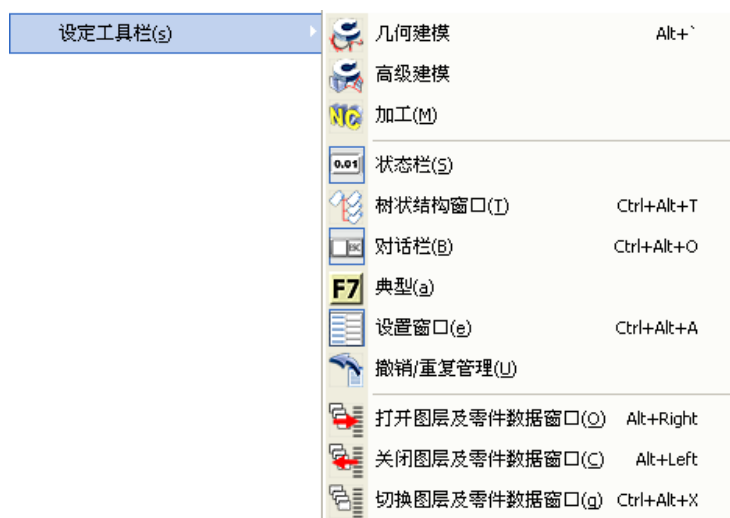 设定工具栏(s)
几何建模 Alt+`
高级建模
NC 加工(M)
0.01 状态栏(S)
树状结构窗口(T) Ctrl+Alt+T
对话栏(B) Ctrl+Alt+O
F7 典型(a)
设置窗口(e) Ctrl+Alt+A
撤销/重复管理(U)
打开图层及零件数据窗口(O) Alt+Right
关闭图层及零件数据窗口(C) Alt+Left
切换图层及零件数据窗口(g) Ctrl+Alt+X